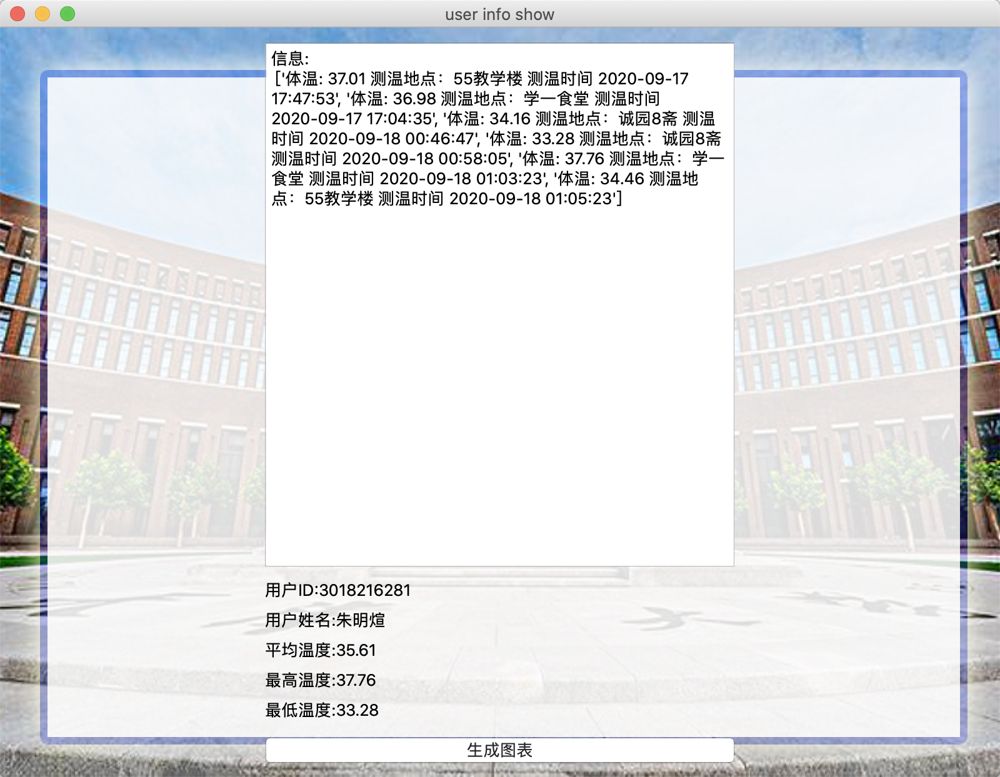 user info show
信息:
['体温: 37.01 测温地点：55教学楼 测温时间 2020-09-17
17:47:53', '体温: 36.98 测温地点：学一食堂 测温时间
2020-09-17 17:04:35', '体温: 34.16 测温地点：诚园8斋 测温
时间 2020-09-18 00:46:47', '体温: 33.28 测温地点：诚园8斋
测温时间 2020-09-18 00:58:05', '体温: 37.76 测温地点：学一
食堂 测温时间 2020-09-18 01:03:23', '体温: 34.46 测温地
点：55教学楼 测温时间 2020-09-18 01:05:23']
用户ID:3018216281
用户姓名:朱明煊
平均温度:35.61
最高温度:37.76
最低温度:33.28
生成图表